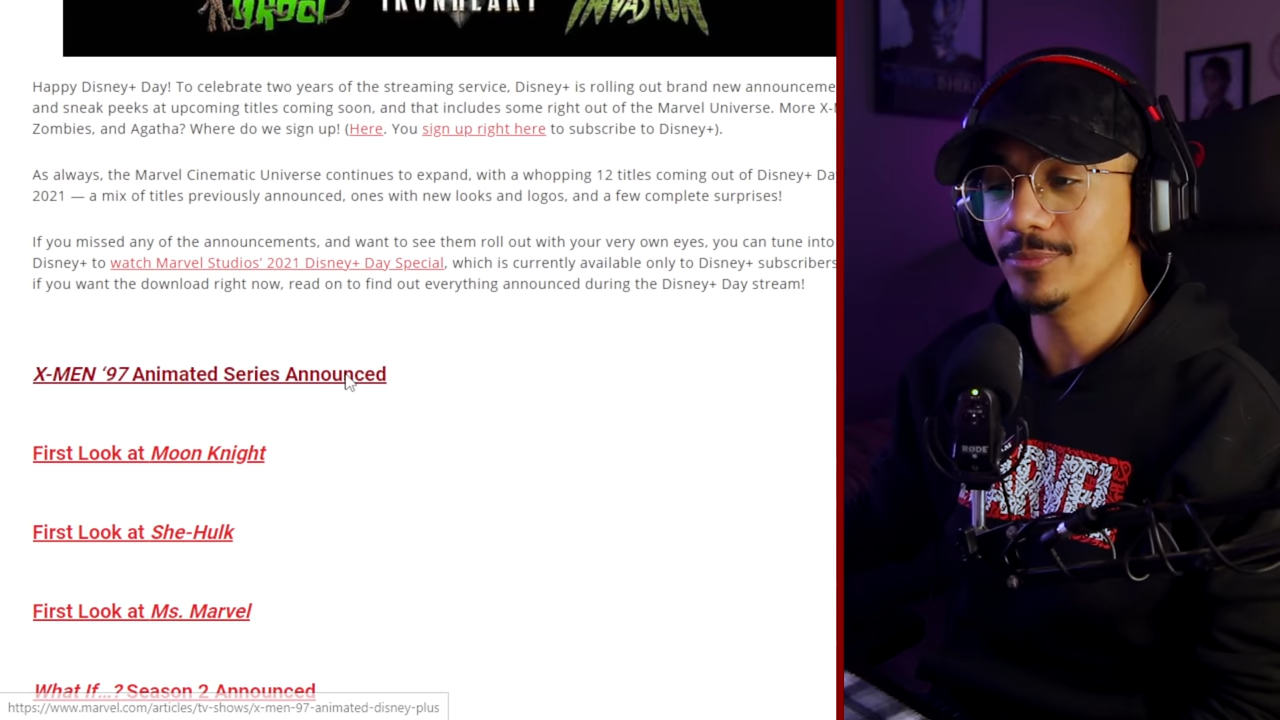 IRONHEART
INVASION
Happy Disney+ Day! To celebrate two years of the streaming service, Disney+ is rolling out brand new announceme
and sneak peeks at upcoming titles coming soon, and that includes some right out of the Marvel Universe. More X-M
Zombies, and Agatha? Where do we sign up! (Here. You sign up right here to subscribe to Disney+).
As always, the Marvel Cinematic Universe continues to expand, with a whopping 12 titles coming out of Disney+ Da
2021 — a mix of titles previously announced, ones with new looks and logos, and a few complete surprises!
If you missed any of the announcements, and want to see them roll out with your very own eyes, you can tune into
Disney+ to watch Marvel Studios’ 2021 Disney+ Day Special, which is currently available only to Disney+ subscribers
if you want the download right now, read on to find out everything announced during the Disney+ Day stream!
X-MEN ‘97 Animated Series Announced
First Look at Moon Knight
First Look at She-Hulk
First Look at Ms. Marvel
What If…? Season 2 Announced
https://www.marvel.com/articles/tv-shows/x-men-97-animated-disney-plus
RØDE
MARVEL